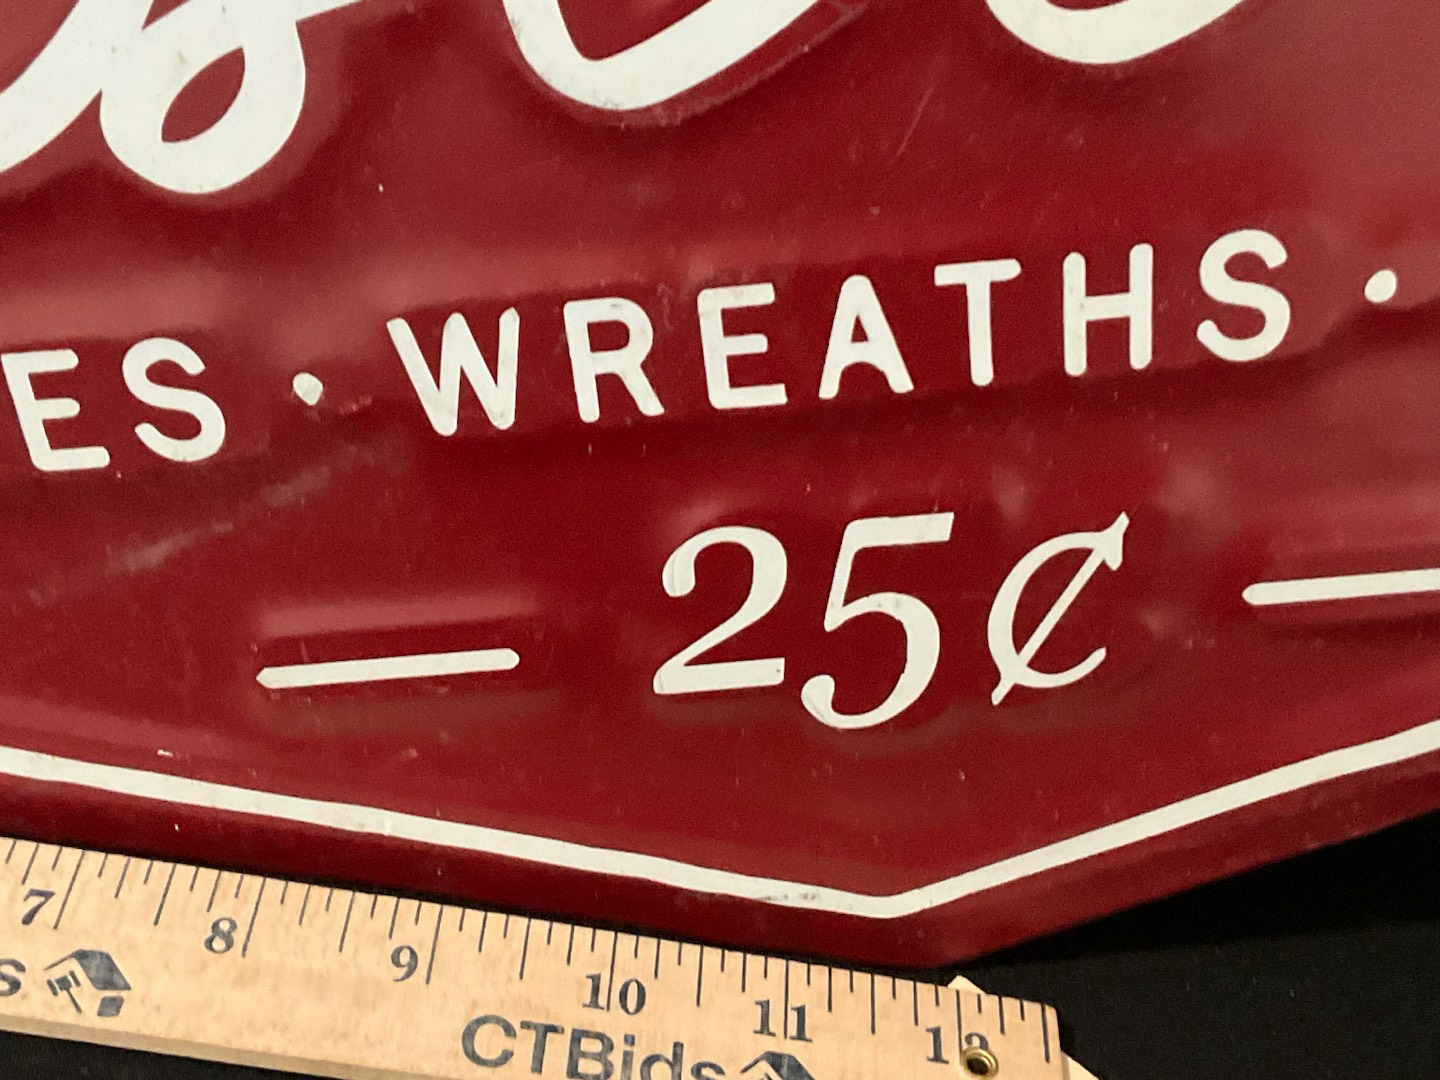 ES · WREATHS ·
— 25¢ —
7 8 9 10 11 12
CTBids